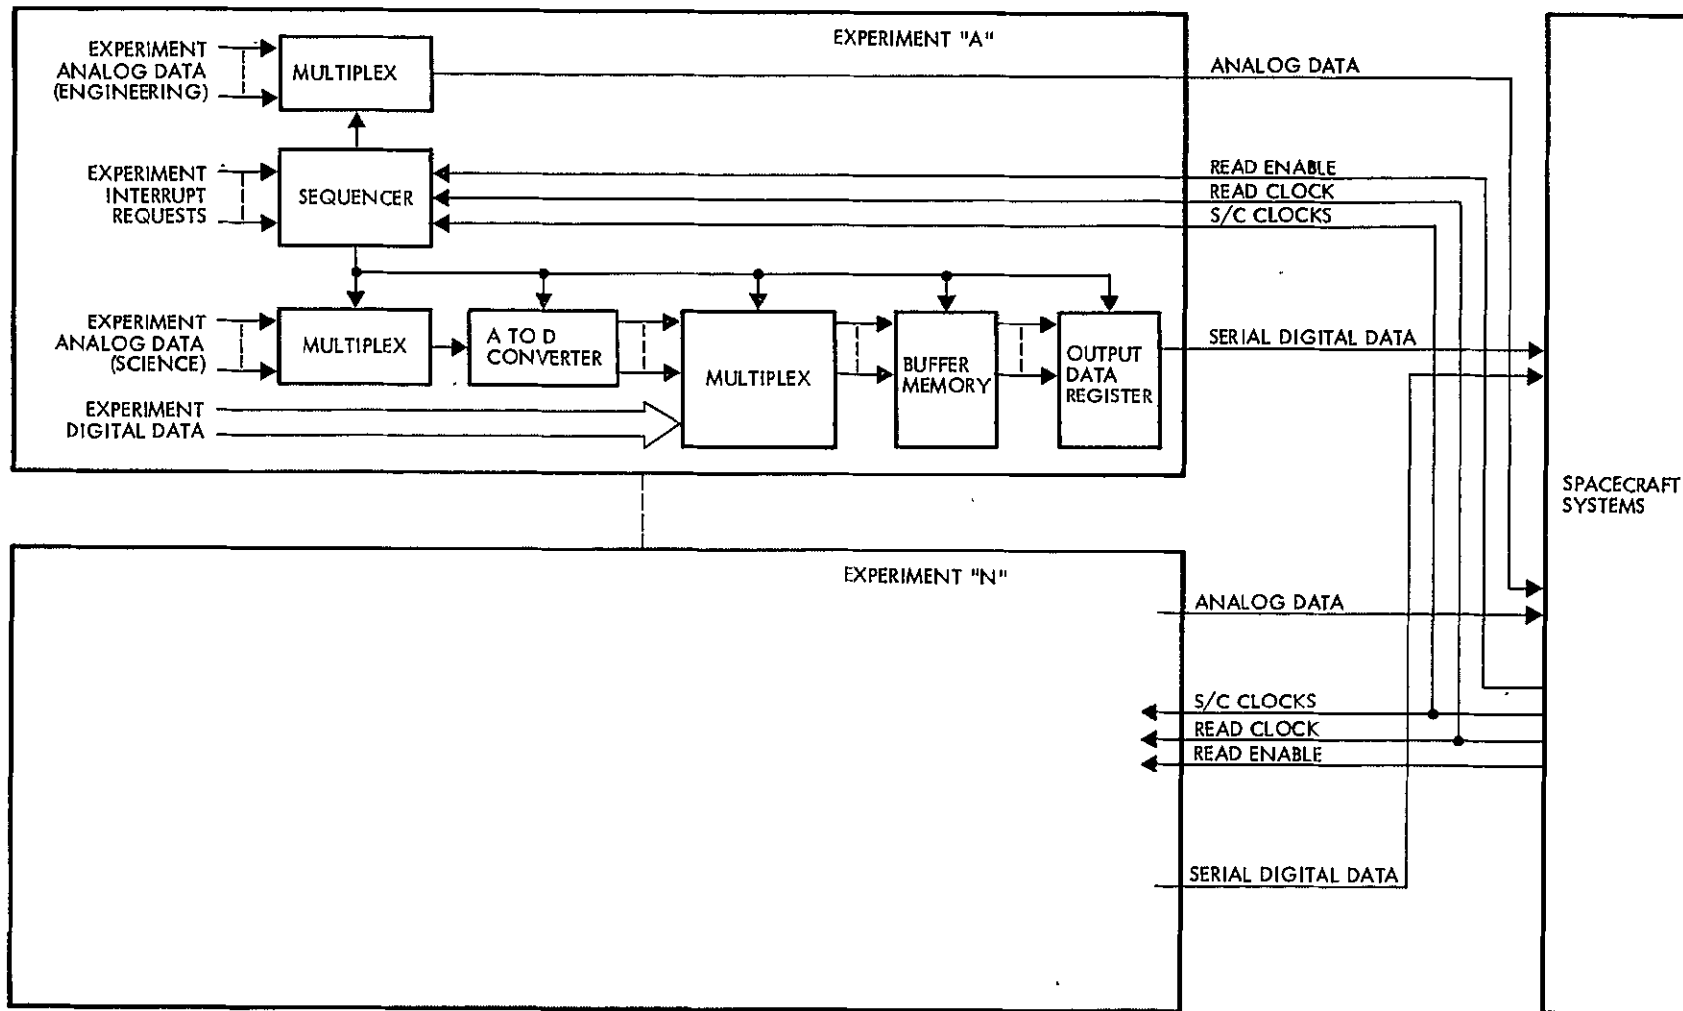 EXPERIMENT "A"
EXPERIMENT
ANALOG DATA
(ENGINEERING)
MULTIPLEX
ANALOG DATA
EXPERIMENT
INTERRUPT
REQUESTS
SEQUENCER
READ ENABLE
READ CLOCK
S/C CLOCKS
EXPERIMENT
ANALOG DATA
(SCIENCE)
MULTIPLEX
A TO D
CONVERTER
MULTIPLEX
BUFFER
MEMORY
OUTPUT
DATA
REGISTER
SERIAL DIGITAL DATA
EXPERIMENT
DIGITAL DATA
SPACECRAFT
SYSTEMS
EXPERIMENT "N"
ANALOG DATA
S/C CLOCKS
READ CLOCK
READ ENABLE
SERIAL DIGITAL DATA